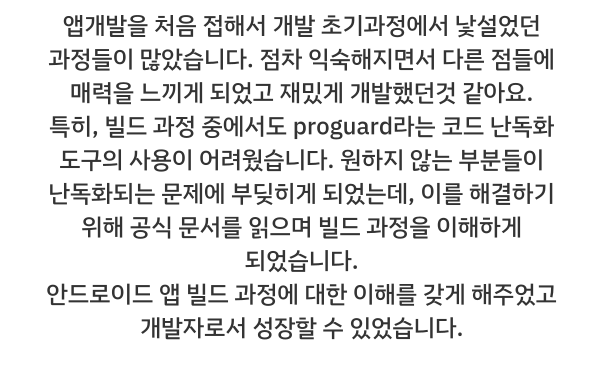 앱개발을 처음 접해서 개발 초기과정에서 낯설었던
과정들이 많았습니다. 점차 익숙해지면서 다른 점들에
매력을 느끼게 되었고 재밌게 개발했던것 같아요.
특히, 빌드 과정 중에서도 proguard라는 코드 난독화
도구의 사용이 어려웠습니다. 원하지 않는 부분들이
난독화되는 문제에 부딪히게 되었는데, 이를 해결하기
위해 공식 문서를 읽으며 빌드 과정을 이해하게
되었습니다.
안드로이드 앱 빌드 과정에 대한 이해를 갖게 해주었고
개발자로서 성장할 수 있었습니다.